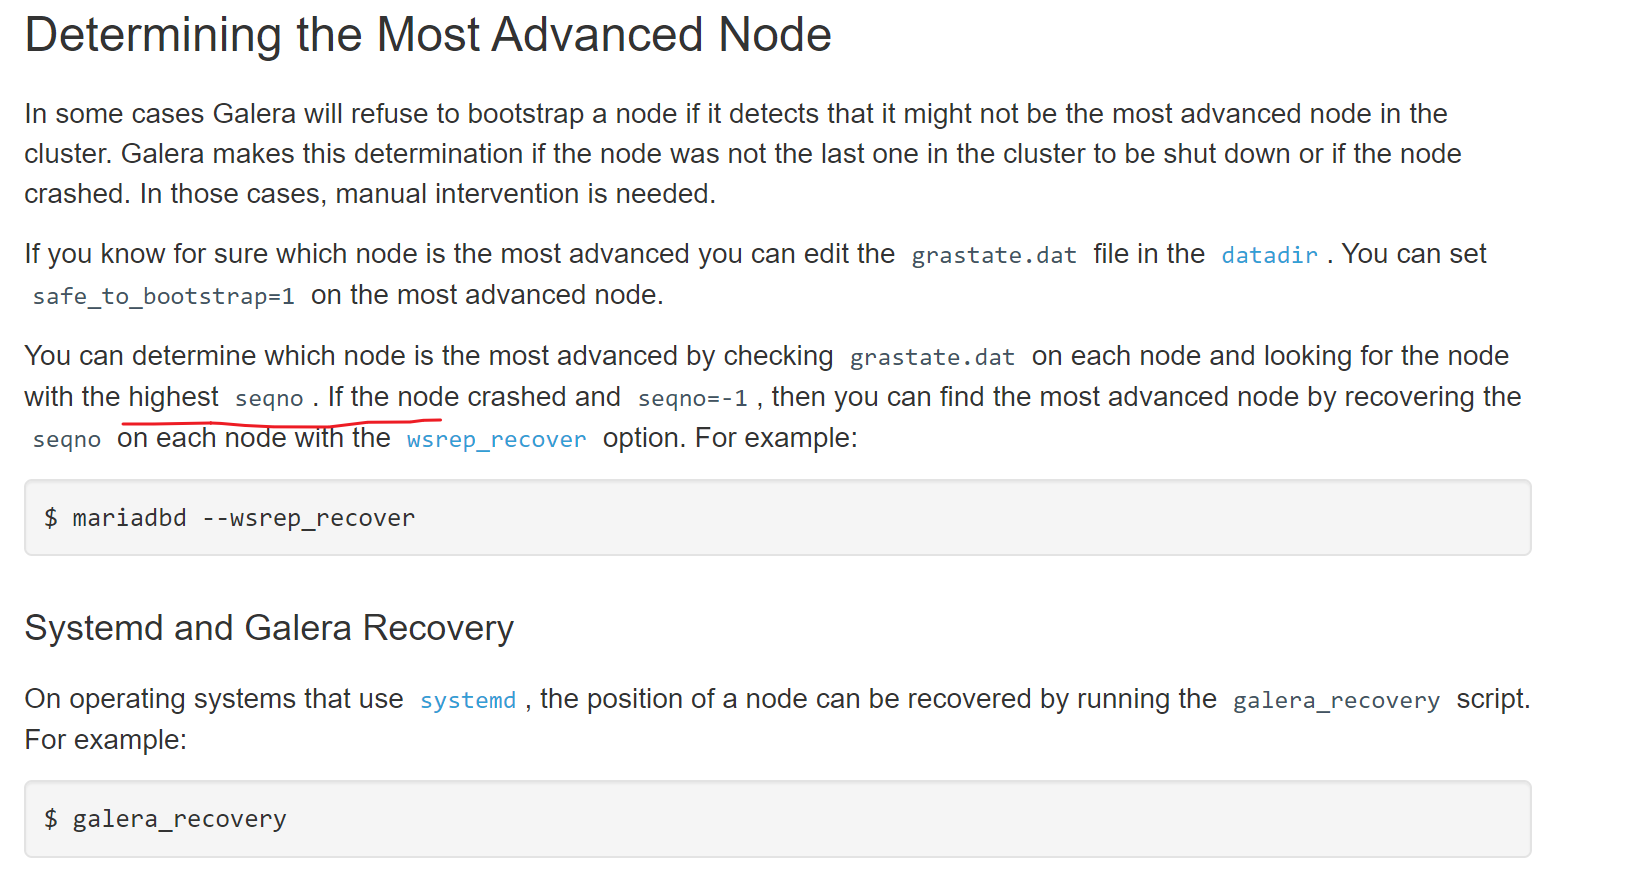 Determining the Most Advanced Node
In some cases Galera will refuse to bootstrap a node if it detects that it might not be the most advanced node in the
cluster. Galera makes this determination if the node was not the last one in the cluster to be shut down or if the node
crashed. In those cases, manual intervention is needed.
If you know for sure which node is the most advanced you can edit the grastate.dat file in the datadir . You can set
safe_to_bootstrap=1 on the most advanced node.
You can determine which node is the most advanced by checking grastate.dat on each node and looking for the node
with the highest seqno . If the node crashed and seqno=-1 , then you can find the most advanced node by recovering the
seqno on each node with the wsrep_recover option. For example:
$ mariadbd --wsrep_recover
Systemd and Galera Recovery
On operating systems that use systemd , the position of a node can be recovered by running the galera_recovery script.
For example:
$ galera_recovery